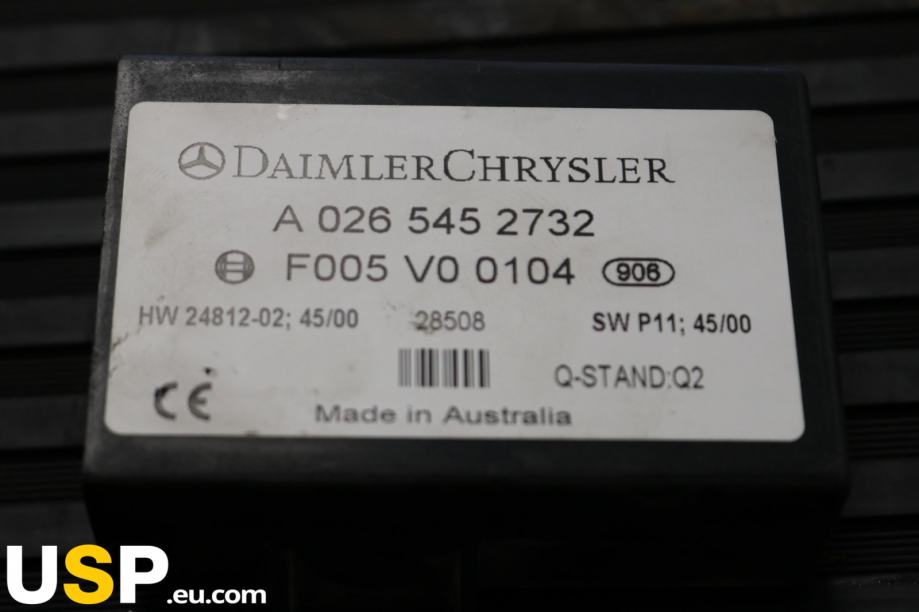 DAIMLERCHRYSLER
A 026 545 2732
F005 V0 0104 906
HW 24812-02; 45/00 28508 SW P11; 45/00
Q-STAND:Q2
CE
Made in Australia
USP.eu.com